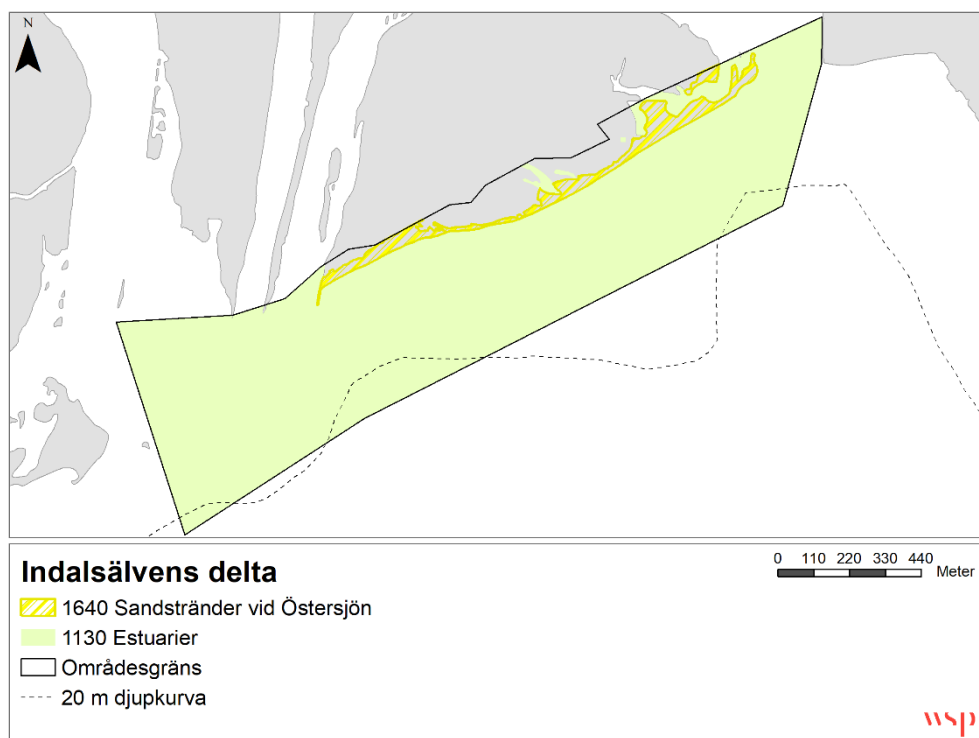 N
Indalsälvens delta
1640 Sandstränder vid Östersjön
1130 Estuarier
Områdesgräns
20 m djupkurva
0 110 220 330 440
Meter
wsp